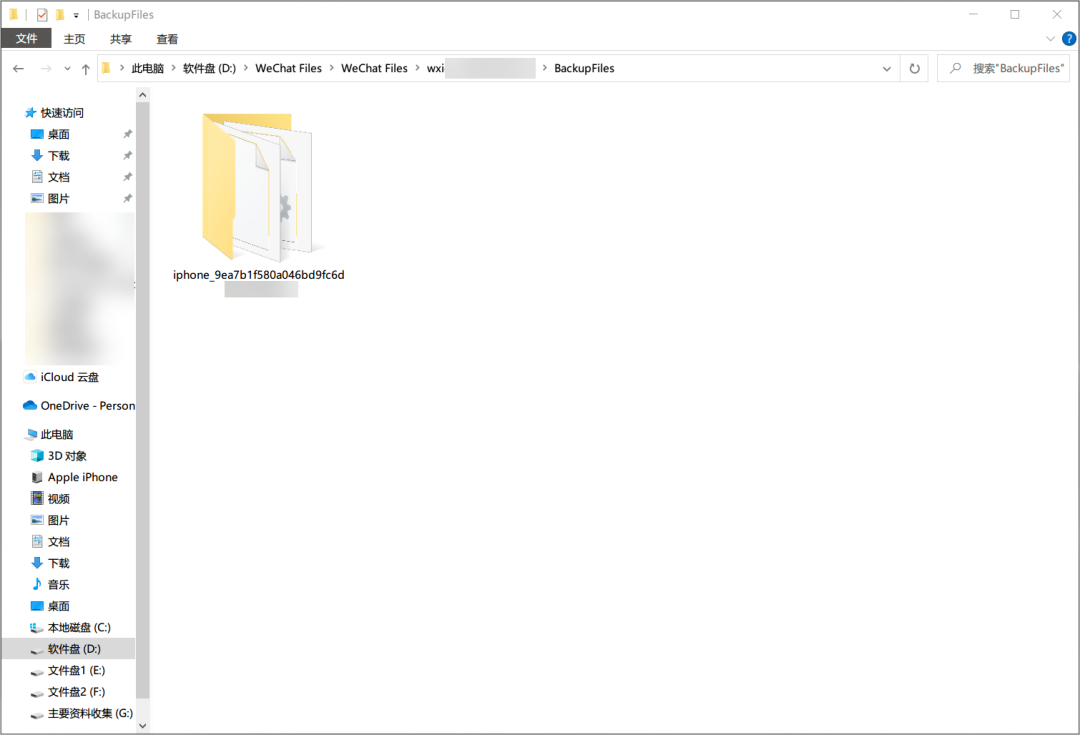 BackupFiles
文件 主页 共享 查看
此电脑 软件盘 (D:) WeChat Files WeChat Files wxi BackupFiles 搜索"BackupFiles"
快速访问
桌面
下载
文档
图片
iCloud 云盘
OneDrive - Person
此电脑
3D 对象
Apple iPhone
视频
图片
文档
下载
音乐
桌面
本地磁盘 (C:)
软件盘 (D:)
文件盘1 (E:)
文件盘2 (F:)
主要资料收集 (G:)
iphone_9ea7b1f580a046bd9fc6d